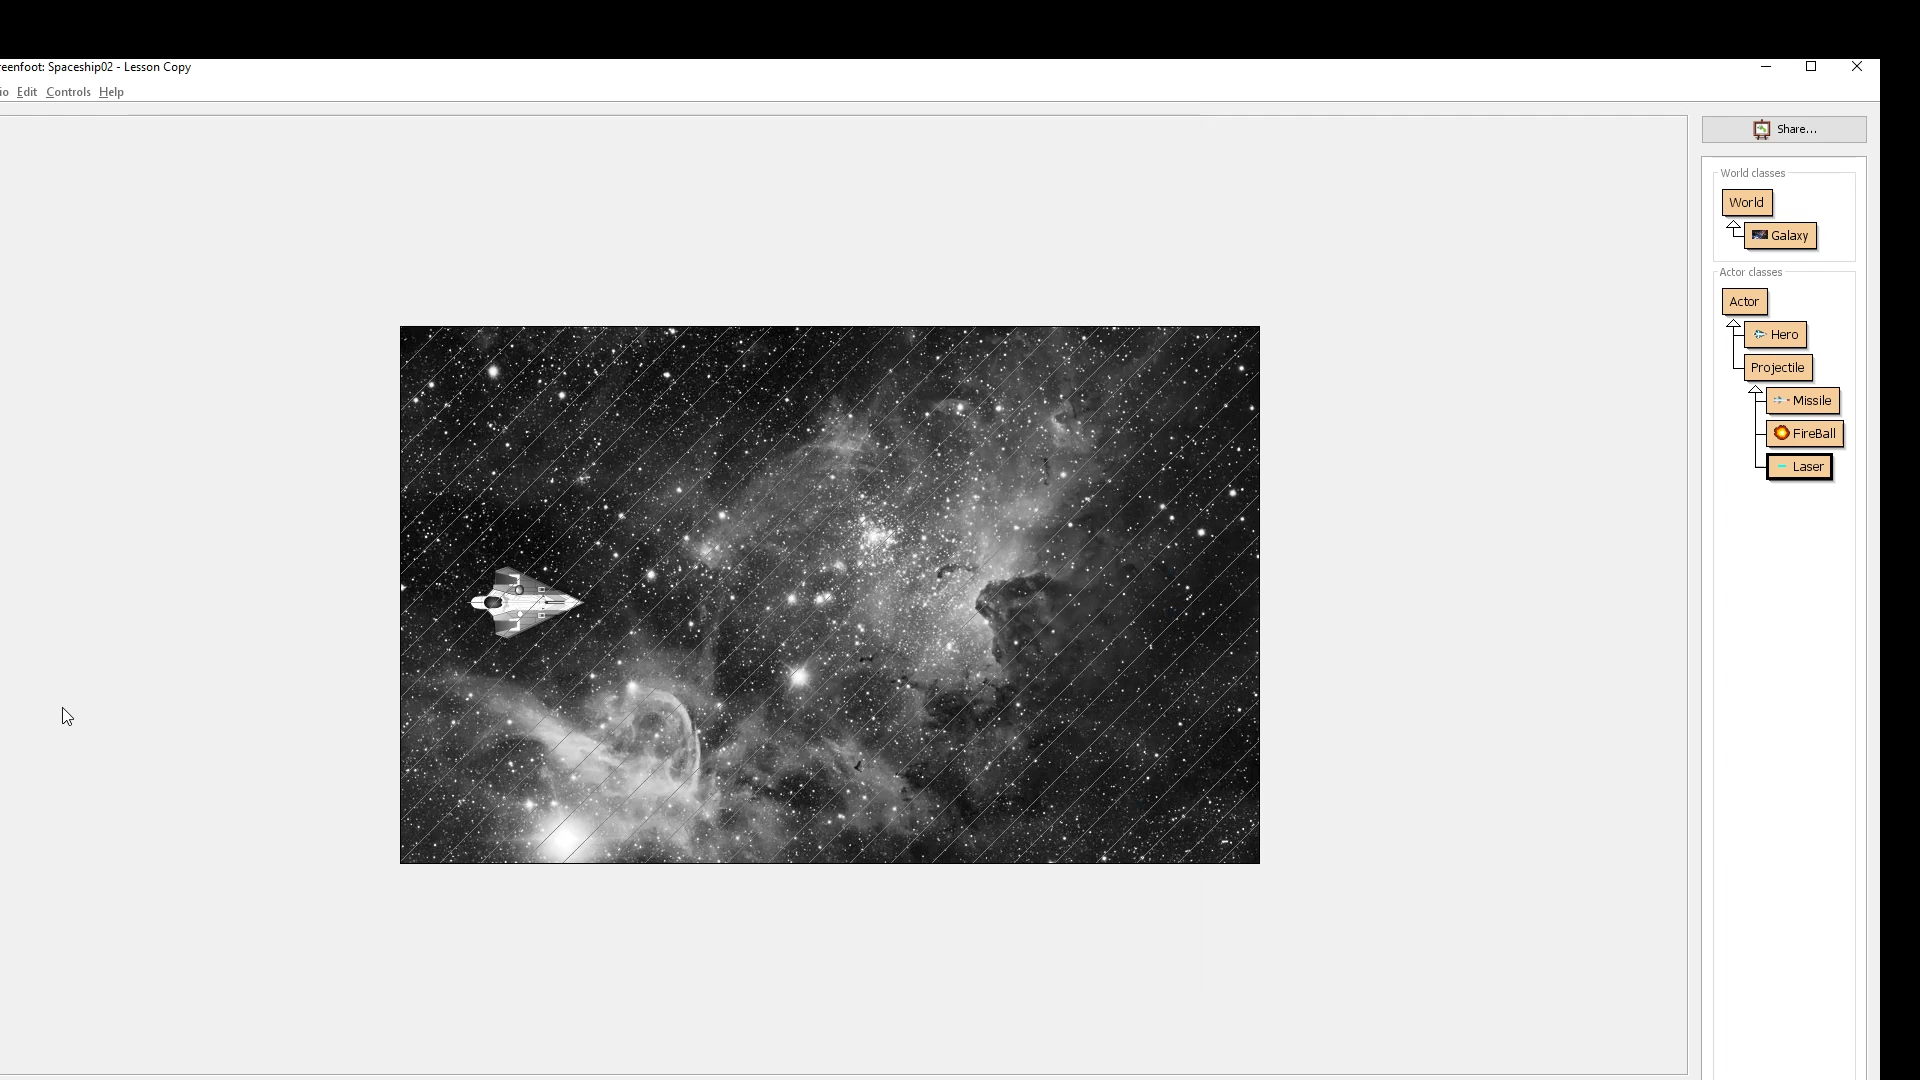 reenfoot: Spaceship02 - Lesson Copy
io Edit Controls Help
Share...
World classes
World
Galaxy
Actor classes
Actor
Hero
Projectile
Missile
FireBall
Laser